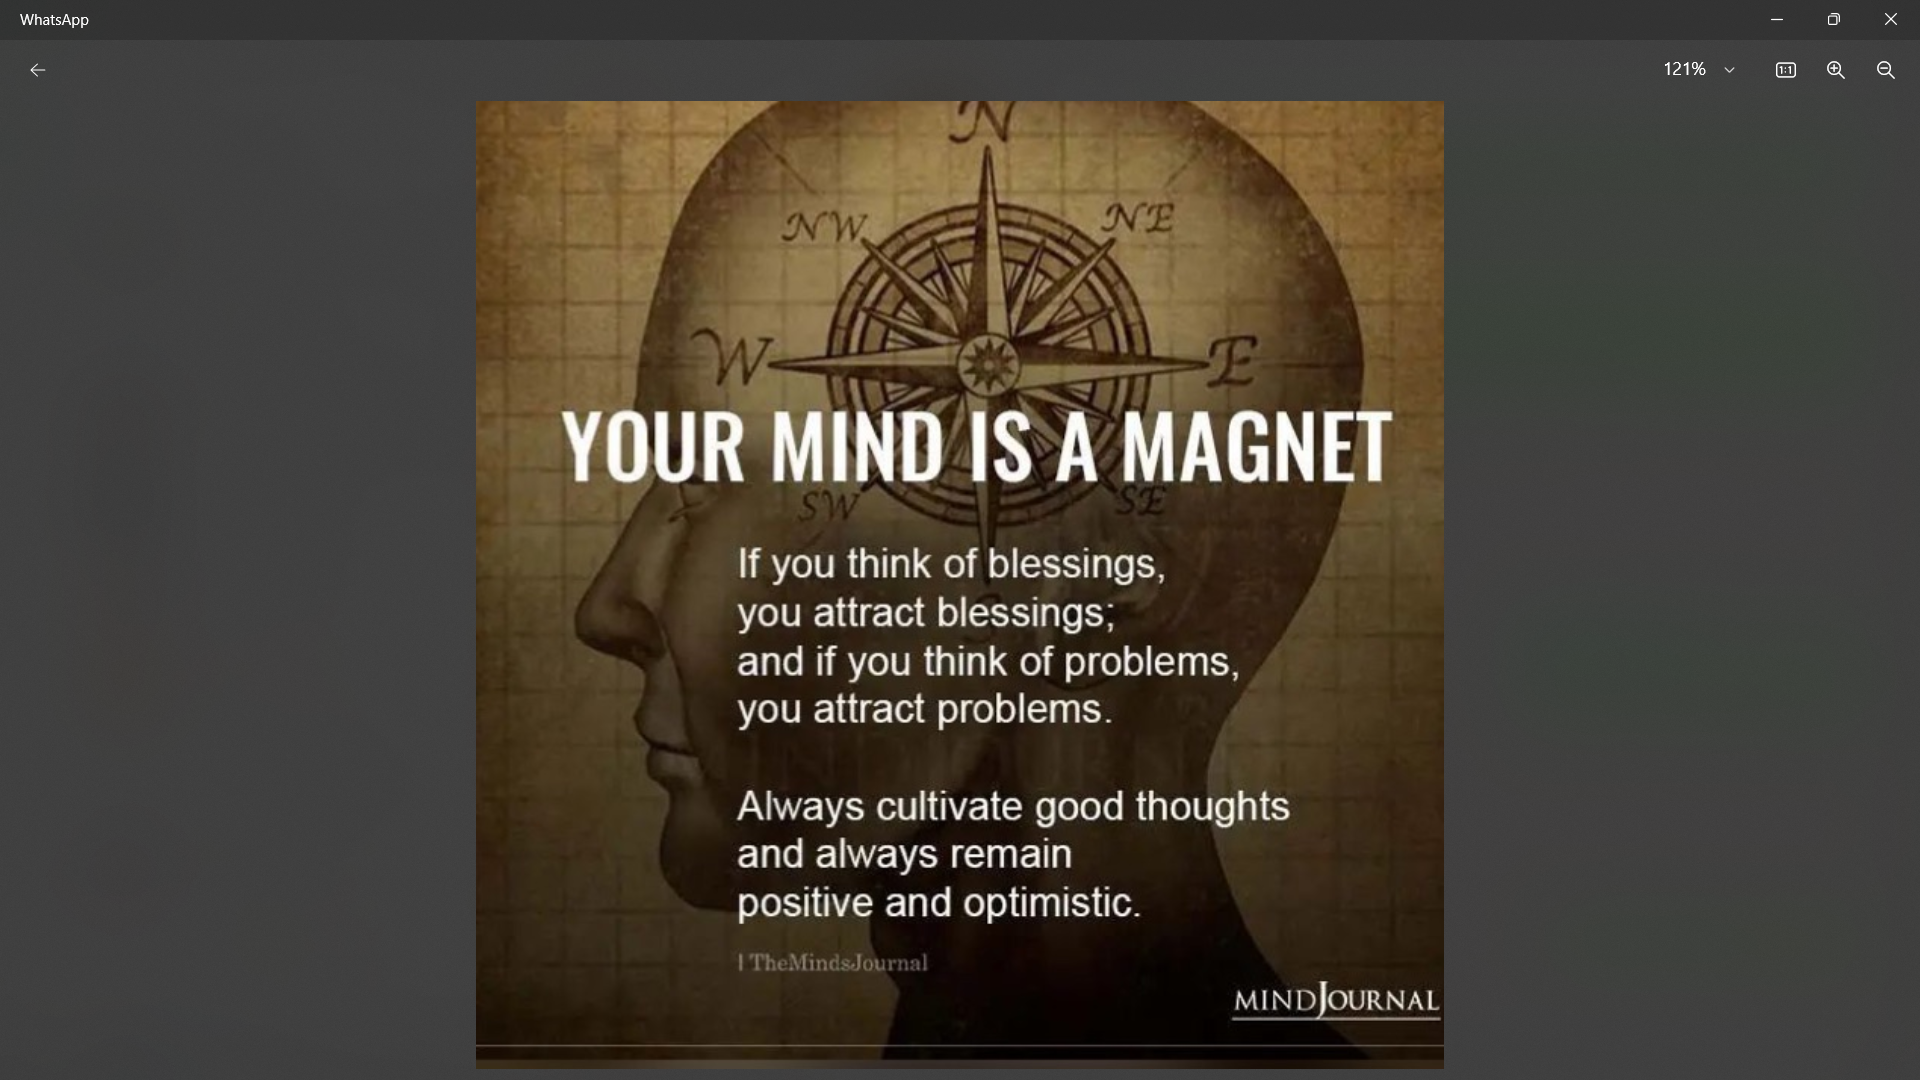 WhatsApp
121%
1:1
N
NW NE
W E
YOUR MIND IS A MAGNET
SW SE
If you think of blessings,
you attract blessings;
and if you think of problems,
you attract problems.
Always cultivate good thoughts
and always remain
positive and optimistic.
| TheMindsJournal
MINDJOURNAL